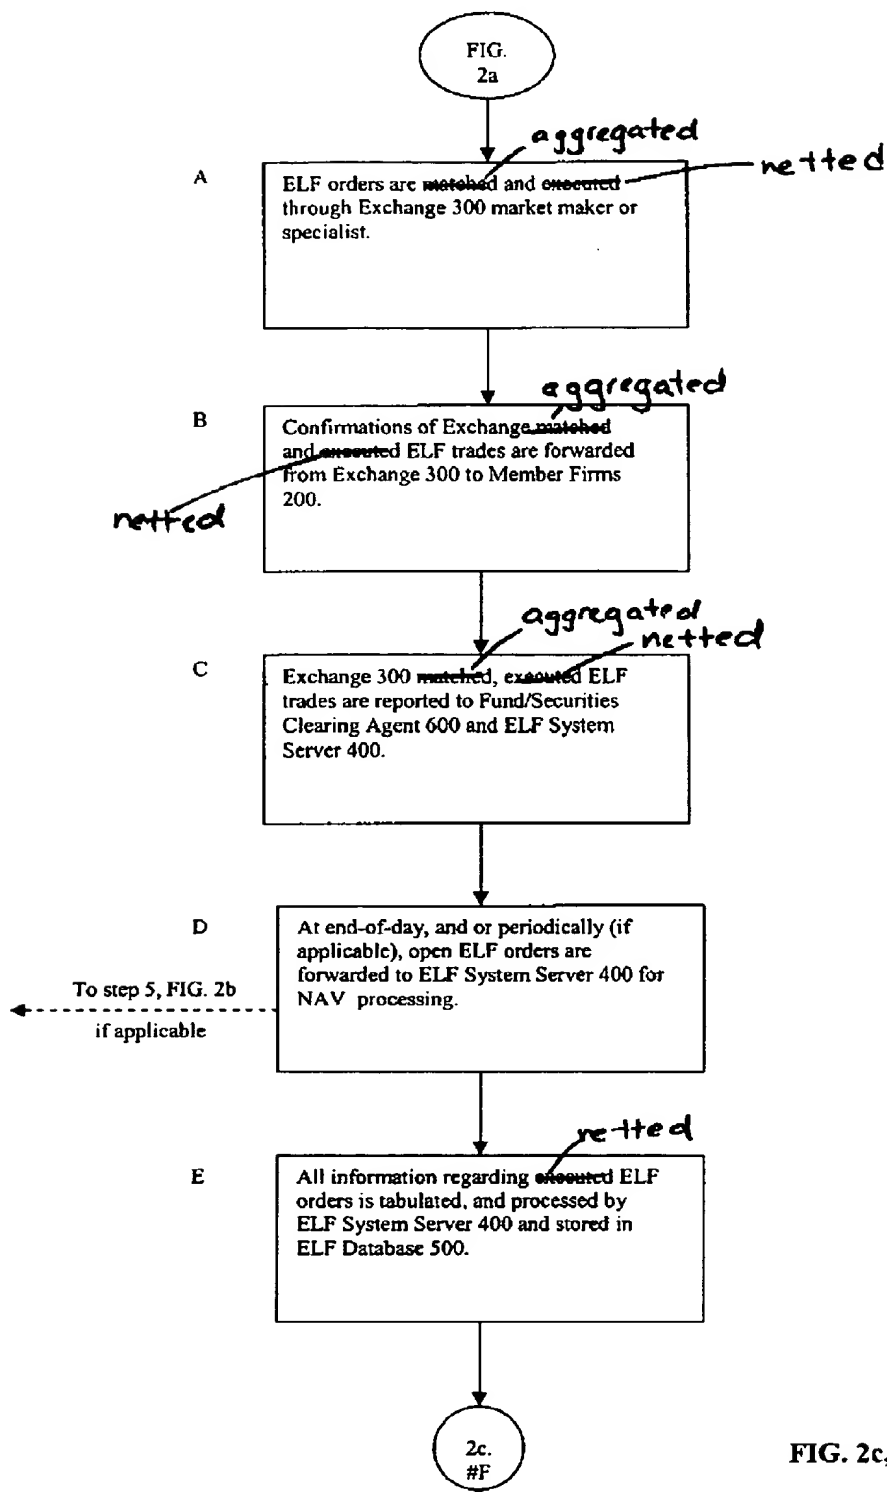 FIG.
2a
aggregated
netted
A
ELF orders are matched and executed
through Exchange 300 market maker or
specialist.
aggregated
B
Confirmations of Exchange matched
and executed ELF trades are forwarded
from Exchange 300 to Member Firms
200.
netted
aggregated
netted
C
Exchange 300 matched, executed ELF
trades are reported to Fund/Securities
Clearing Agent 600 and ELF System
Server 400.
D
At end-of-day, and or periodically (if
applicable), open ELF orders are
forwarded to ELF System Server 400 for
NAV processing.
To step 5, FIG. 2b
if applicable
netted
E
All information regarding executed ELF
orders is tabulated, and processed by
ELF System Server 400 and stored in
ELF Database 500.
2c.
#F
FIG. 2c,